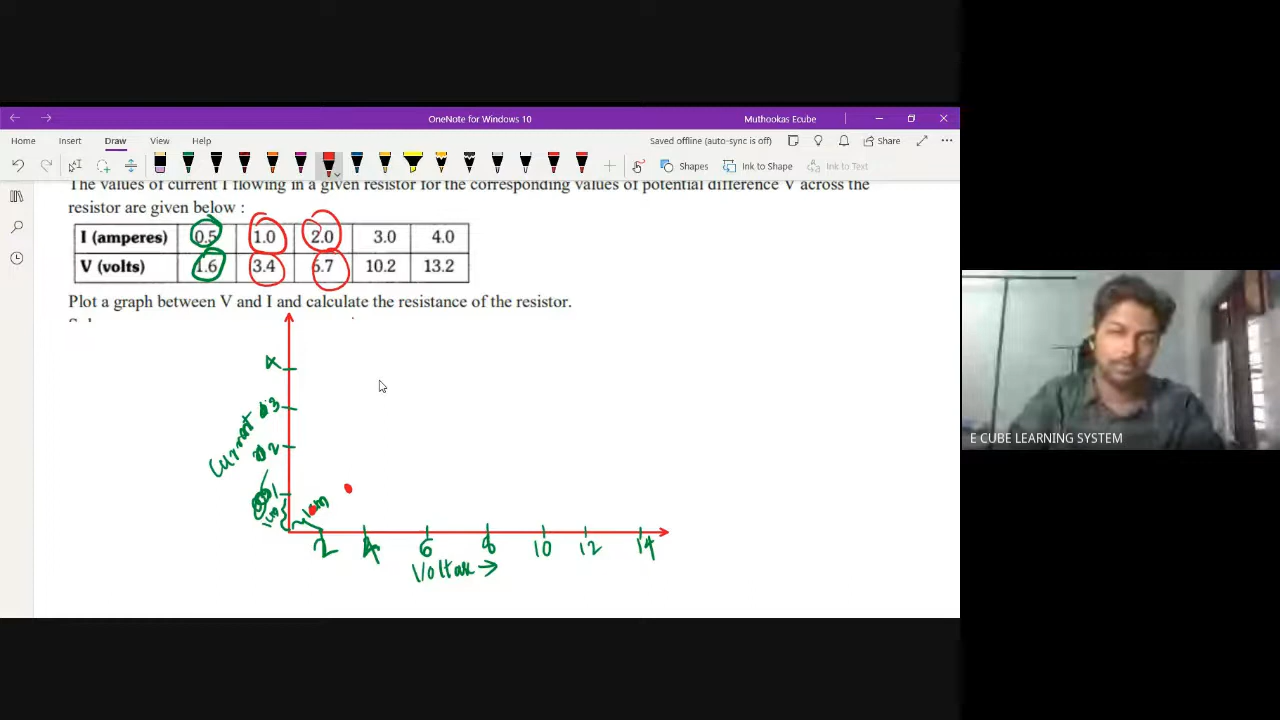 OneNote for Windows 10
Muthookas Ecube
Home Insert Draw View Help
Saved offline (auto-sync is off)
Share
Shapes
Ink to Shape
Ink to Text
The values of current I flowing in a given resistor for the corresponding values of potential difference V across the
resistor are given below :
I (amperes) 0.5 1.0 2.0 3.0 4.0
V (volts) 1.6 3.4 6.7 10.2 13.2
Plot a graph between V and I and calculate the resistance of the resistor.
4
3
Current
2
1
1cm
1cm
2 4 6 8 10 12 14
E CUBE LEARNING SYSTEM